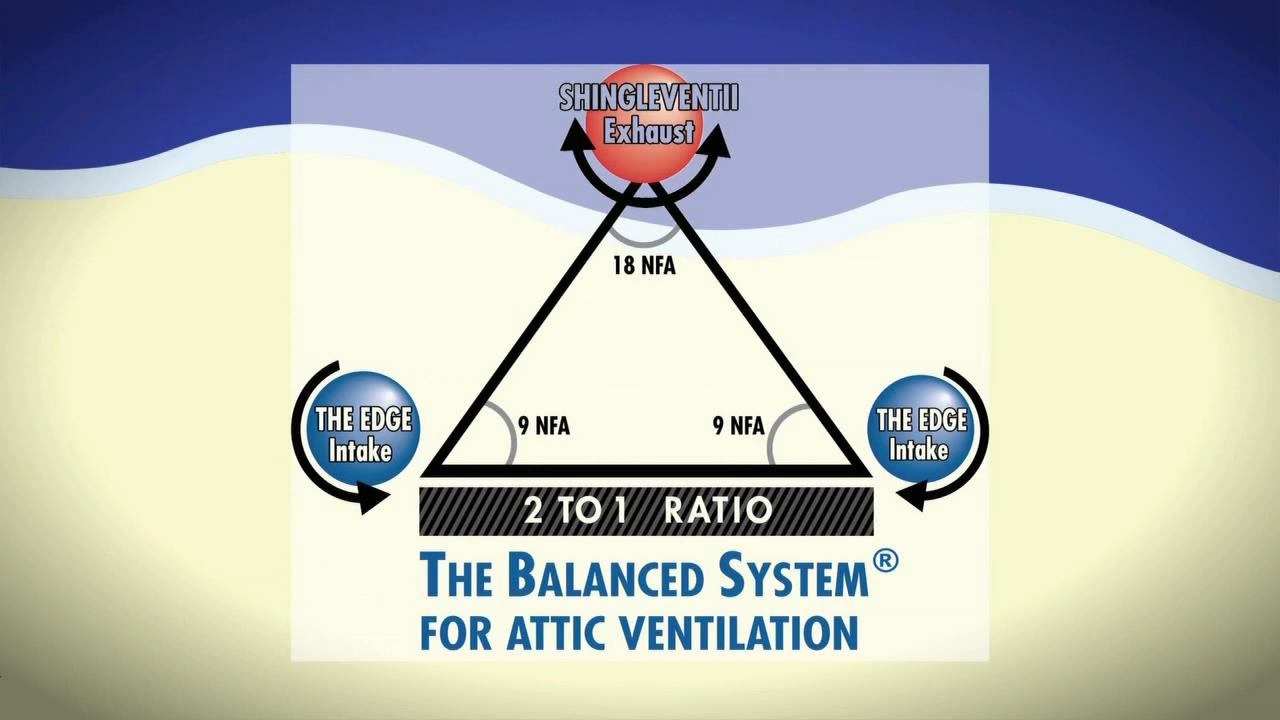 SHINGLEVENTII
Exhaust
18 NFA
THE EDGE
Intake
9 NFA
9 NFA
THE EDGE
Intake
2 TO 1 RATIO
THE BALANCED SYSTEM®
FOR ATTIC VENTILATION